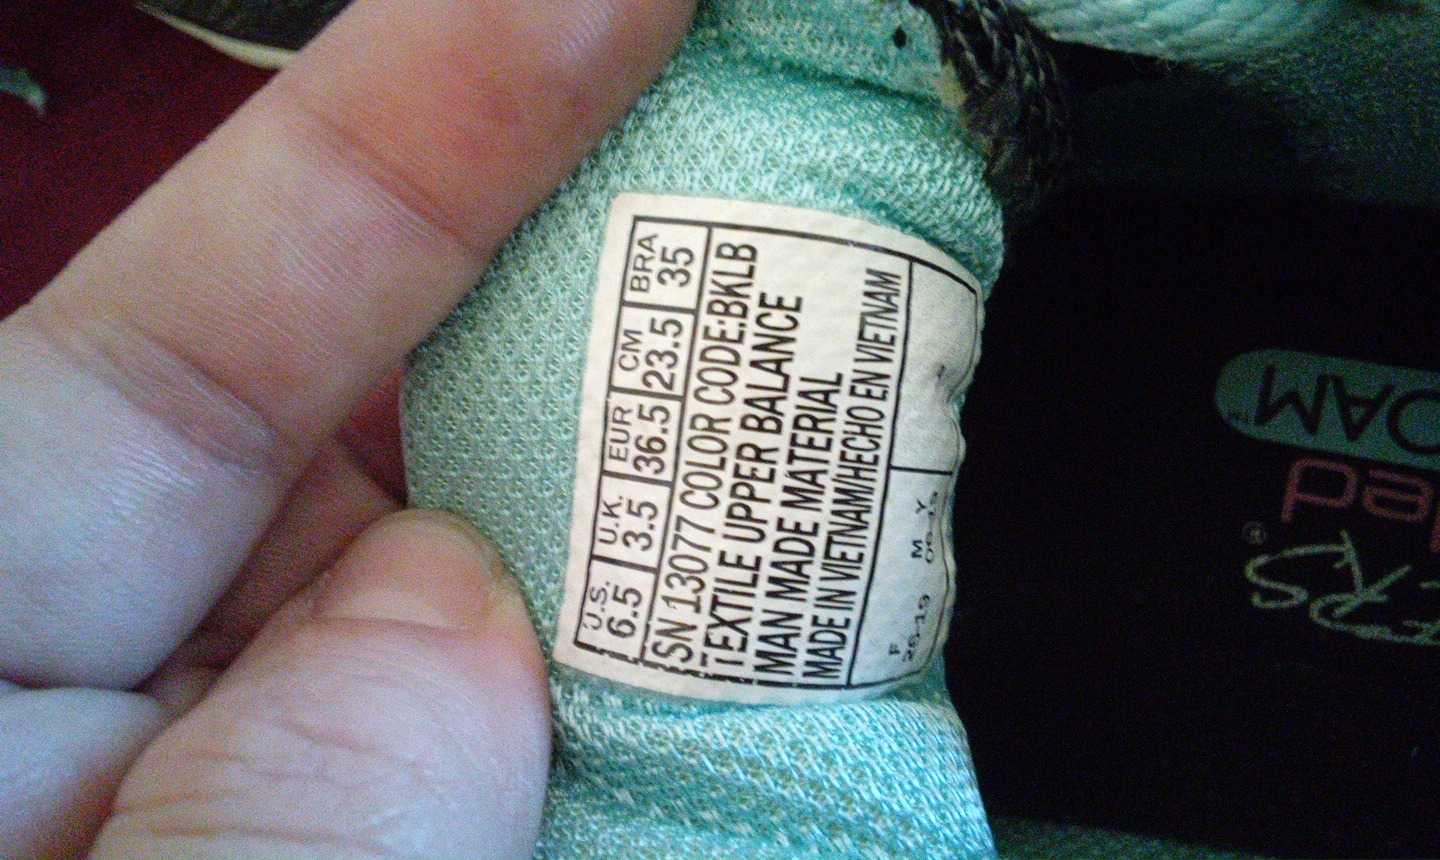 U.S. U.K. EUR CM BRA
6.5 3.5 36.5 23.5 35
SN 13077 COLOR CODE:BKLB
TEXTILE UPPER BALANCE
MAN MADE MATERIAL
MADE IN VIETNAM/HECHO EN VIETNAM
F M Y
OAM